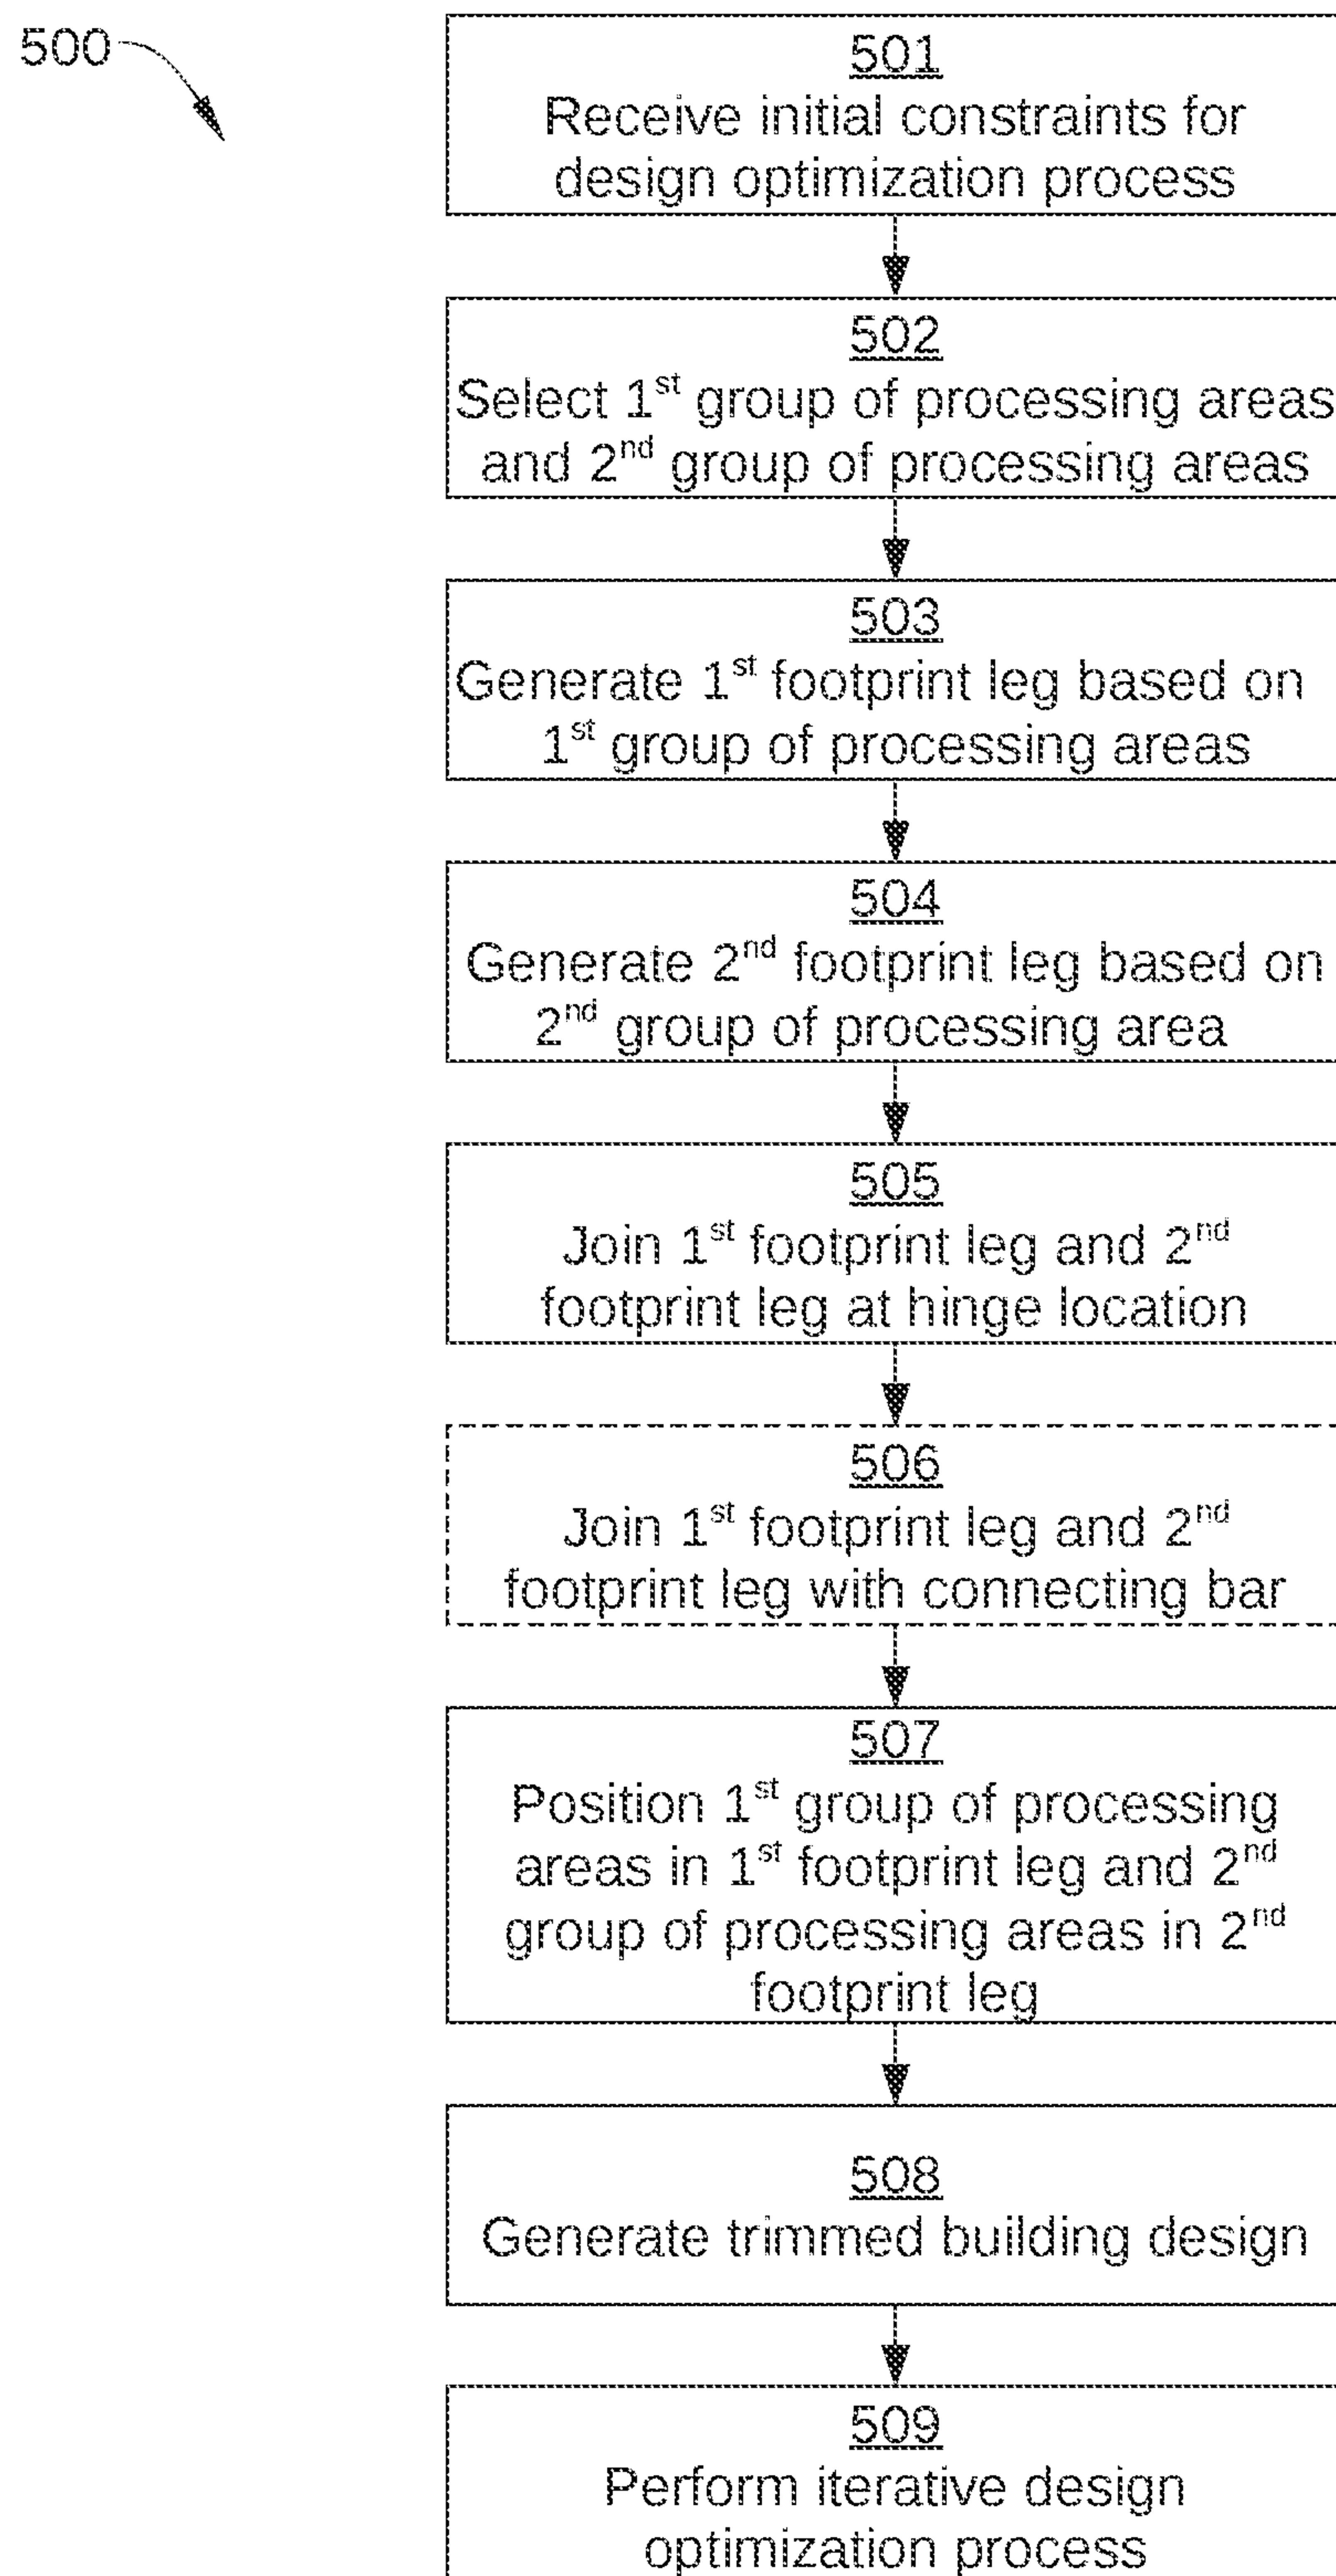 500
501
Receive initial constraints for
design optimization process
502
Select 1st group of processing areas
and 2nd group of processing areas
503
Generate 1st footprint leg based on
1st group of processing areas
504
Generate 2nd footprint leg based on
2nd group of processing area
505
Join 1st footprint leg and 2nd
footprint leg at hinge location
506
Join 1st footprint leg and 2nd
footprint leg with connecting bar
507
Position 1st group of processing
areas in 1st footprint leg and 2nd
group of processing areas in 2nd
footprint leg
508
Generate trimmed building design
509
Perform iterative design
optimization process